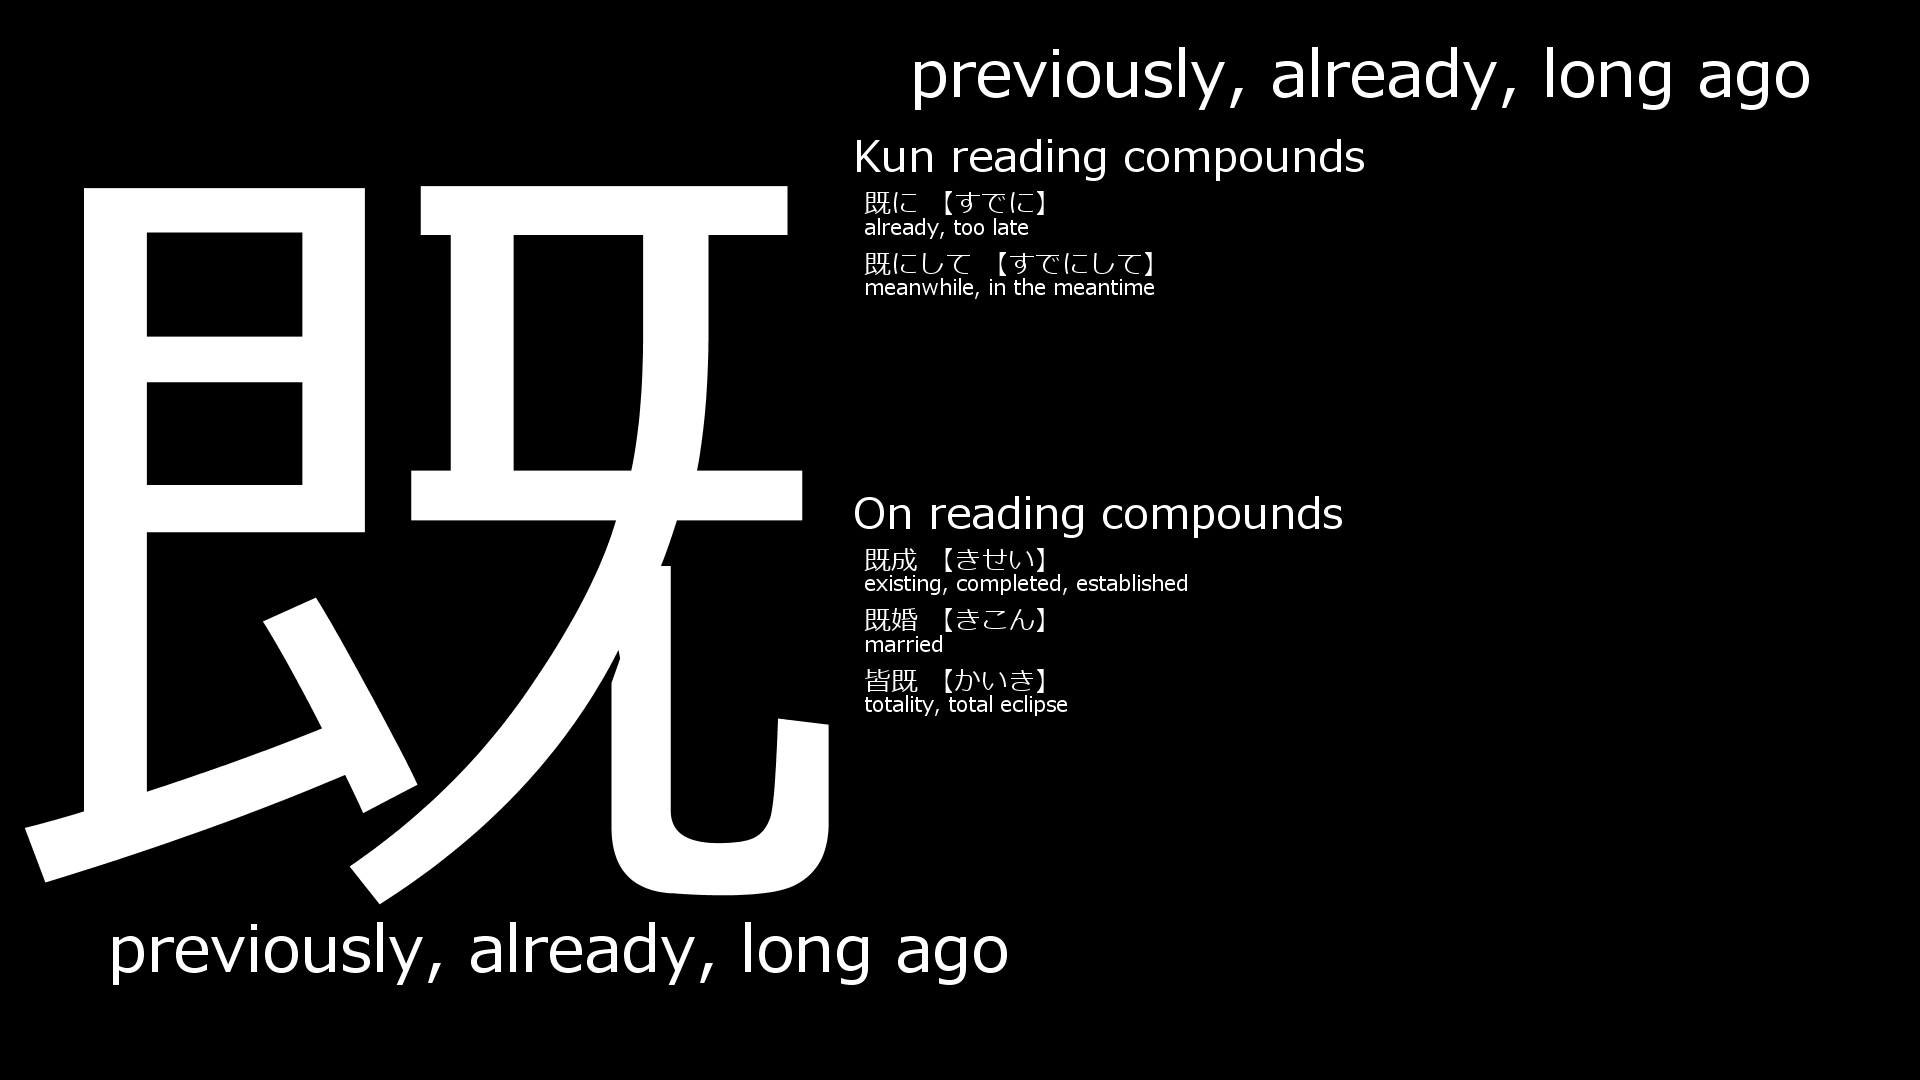 既
previously, already, long ago
previously, already, long ago
Kun reading compounds
既に 【すでに】
already, too late
既にして 【すでにして】
meanwhile, in the meantime
On reading compounds
既成 【きせい】
existing, completed, established
既婚 【きこん】
married
皆既 【かいき】
totality, total eclipse